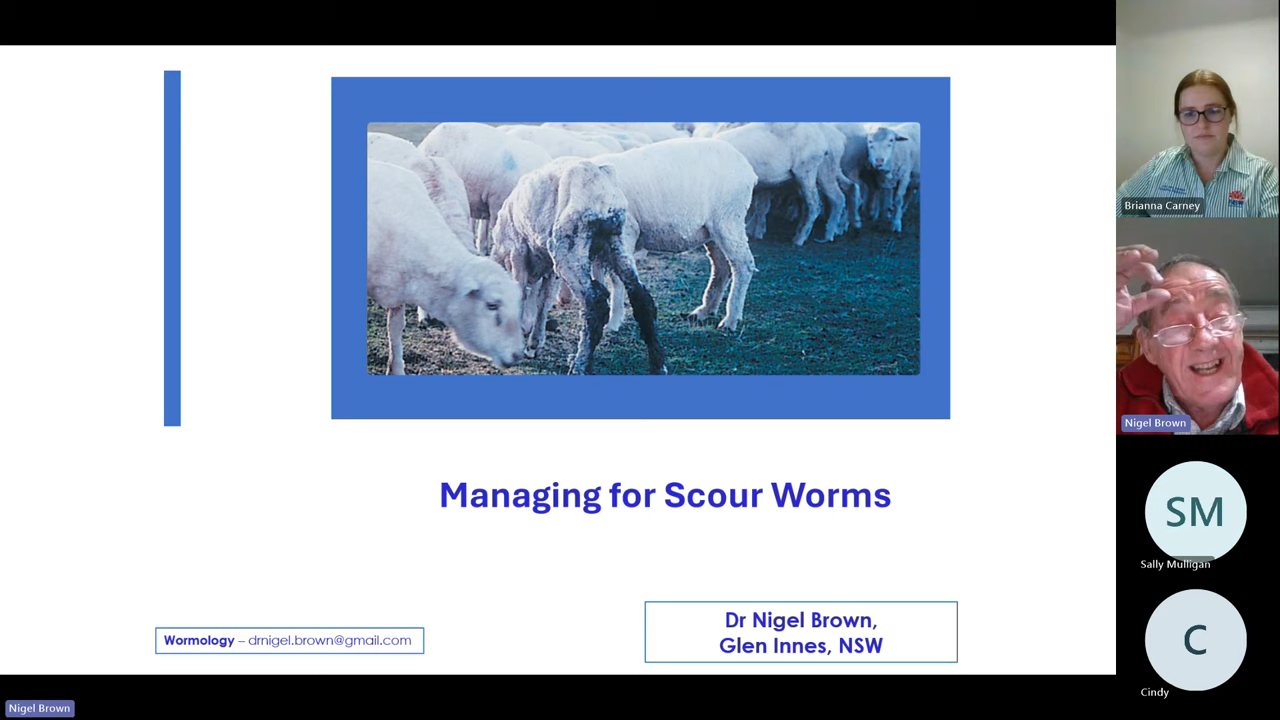 Managing for Scour Worms
Wormology – drnigel.brown@gmail.com
Dr Nigel Brown,
Glen Innes, NSW
Brianna Carney
Nigel Brown
SM
Sally Mulligan
C
Cindy
Nigel Brown